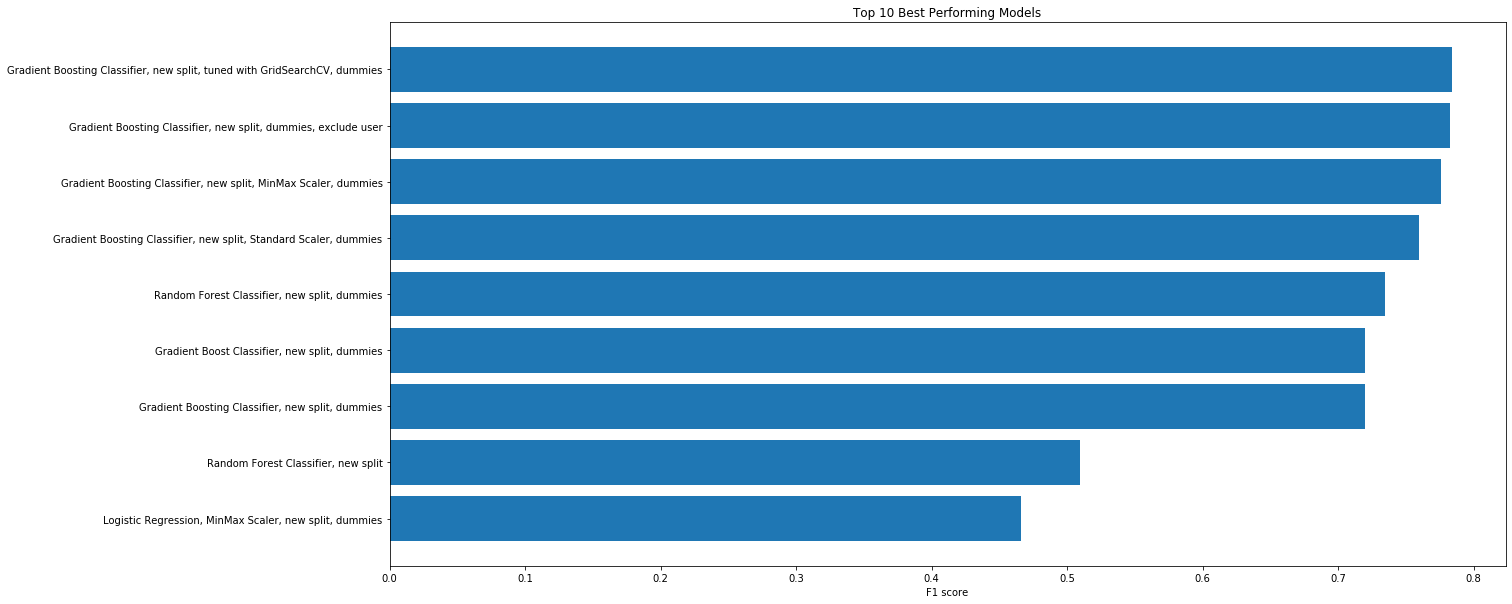 Top 10 Best Performing Models
Gradient Boosting Classifier, new split, tuned with GridSearchCV, dummies
Gradient Boosting Classifier, new split, dummies, exclude user
Gradient Boosting Classifier, new split, MinMax Scaler, dummies
Gradient Boosting Classifier, new split, Standard Scaler, dummies
Random Forest Classifier, new split, dummies
Gradient Boost Classifier, new split, dummies
Gradient Boosting Classifier, new split, dummies
Random Forest Classifier, new split
Logistic Regression, MinMax Scaler, new split, dummies
0.0 0.1 0.2 0.3 0.4 0.5 0.6 0.7 0.8
F1 score